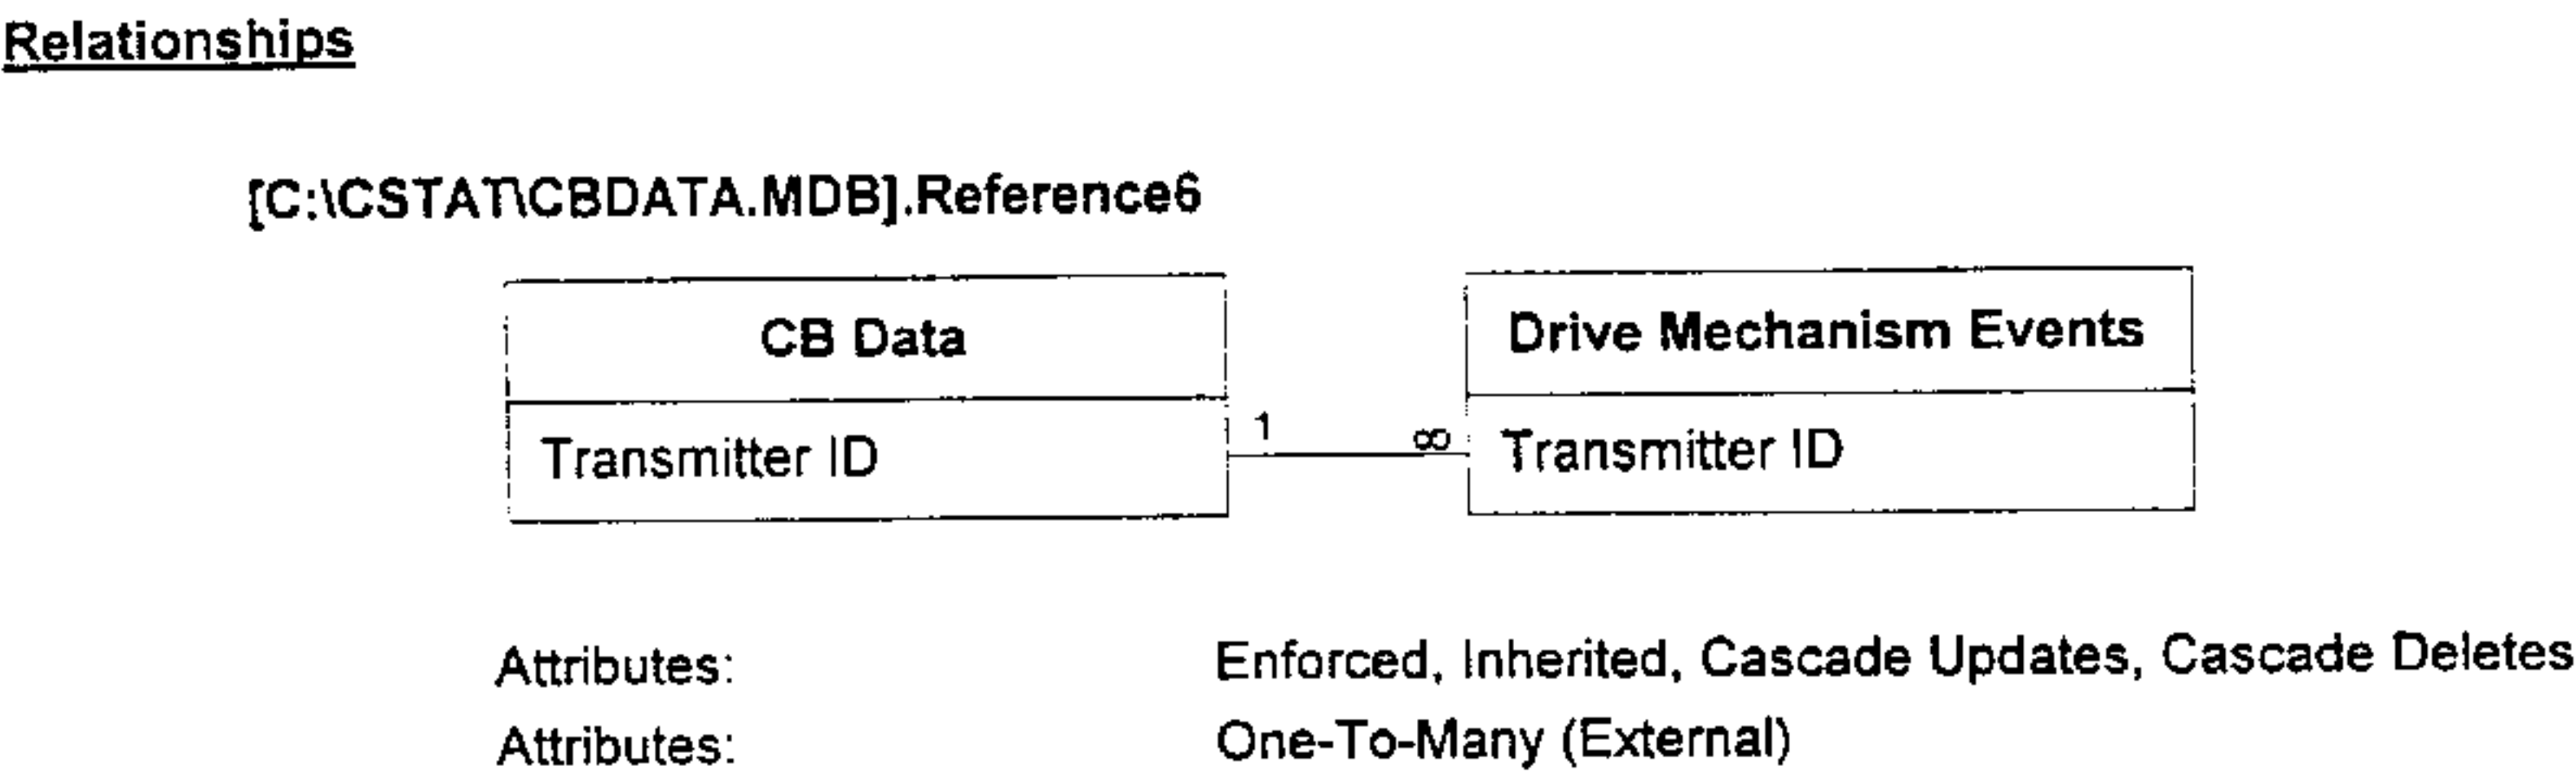 Relationships
[C:\CSTAT\CBDATA.MDB].Reference6
CB Data
Drive Mechanism Events
Transmitter ID
1
∞
Transmitter ID
Attributes:
Enforced, Inherited, Cascade Updates, Cascade Deletes
Attributes:
One-To-Many (External)